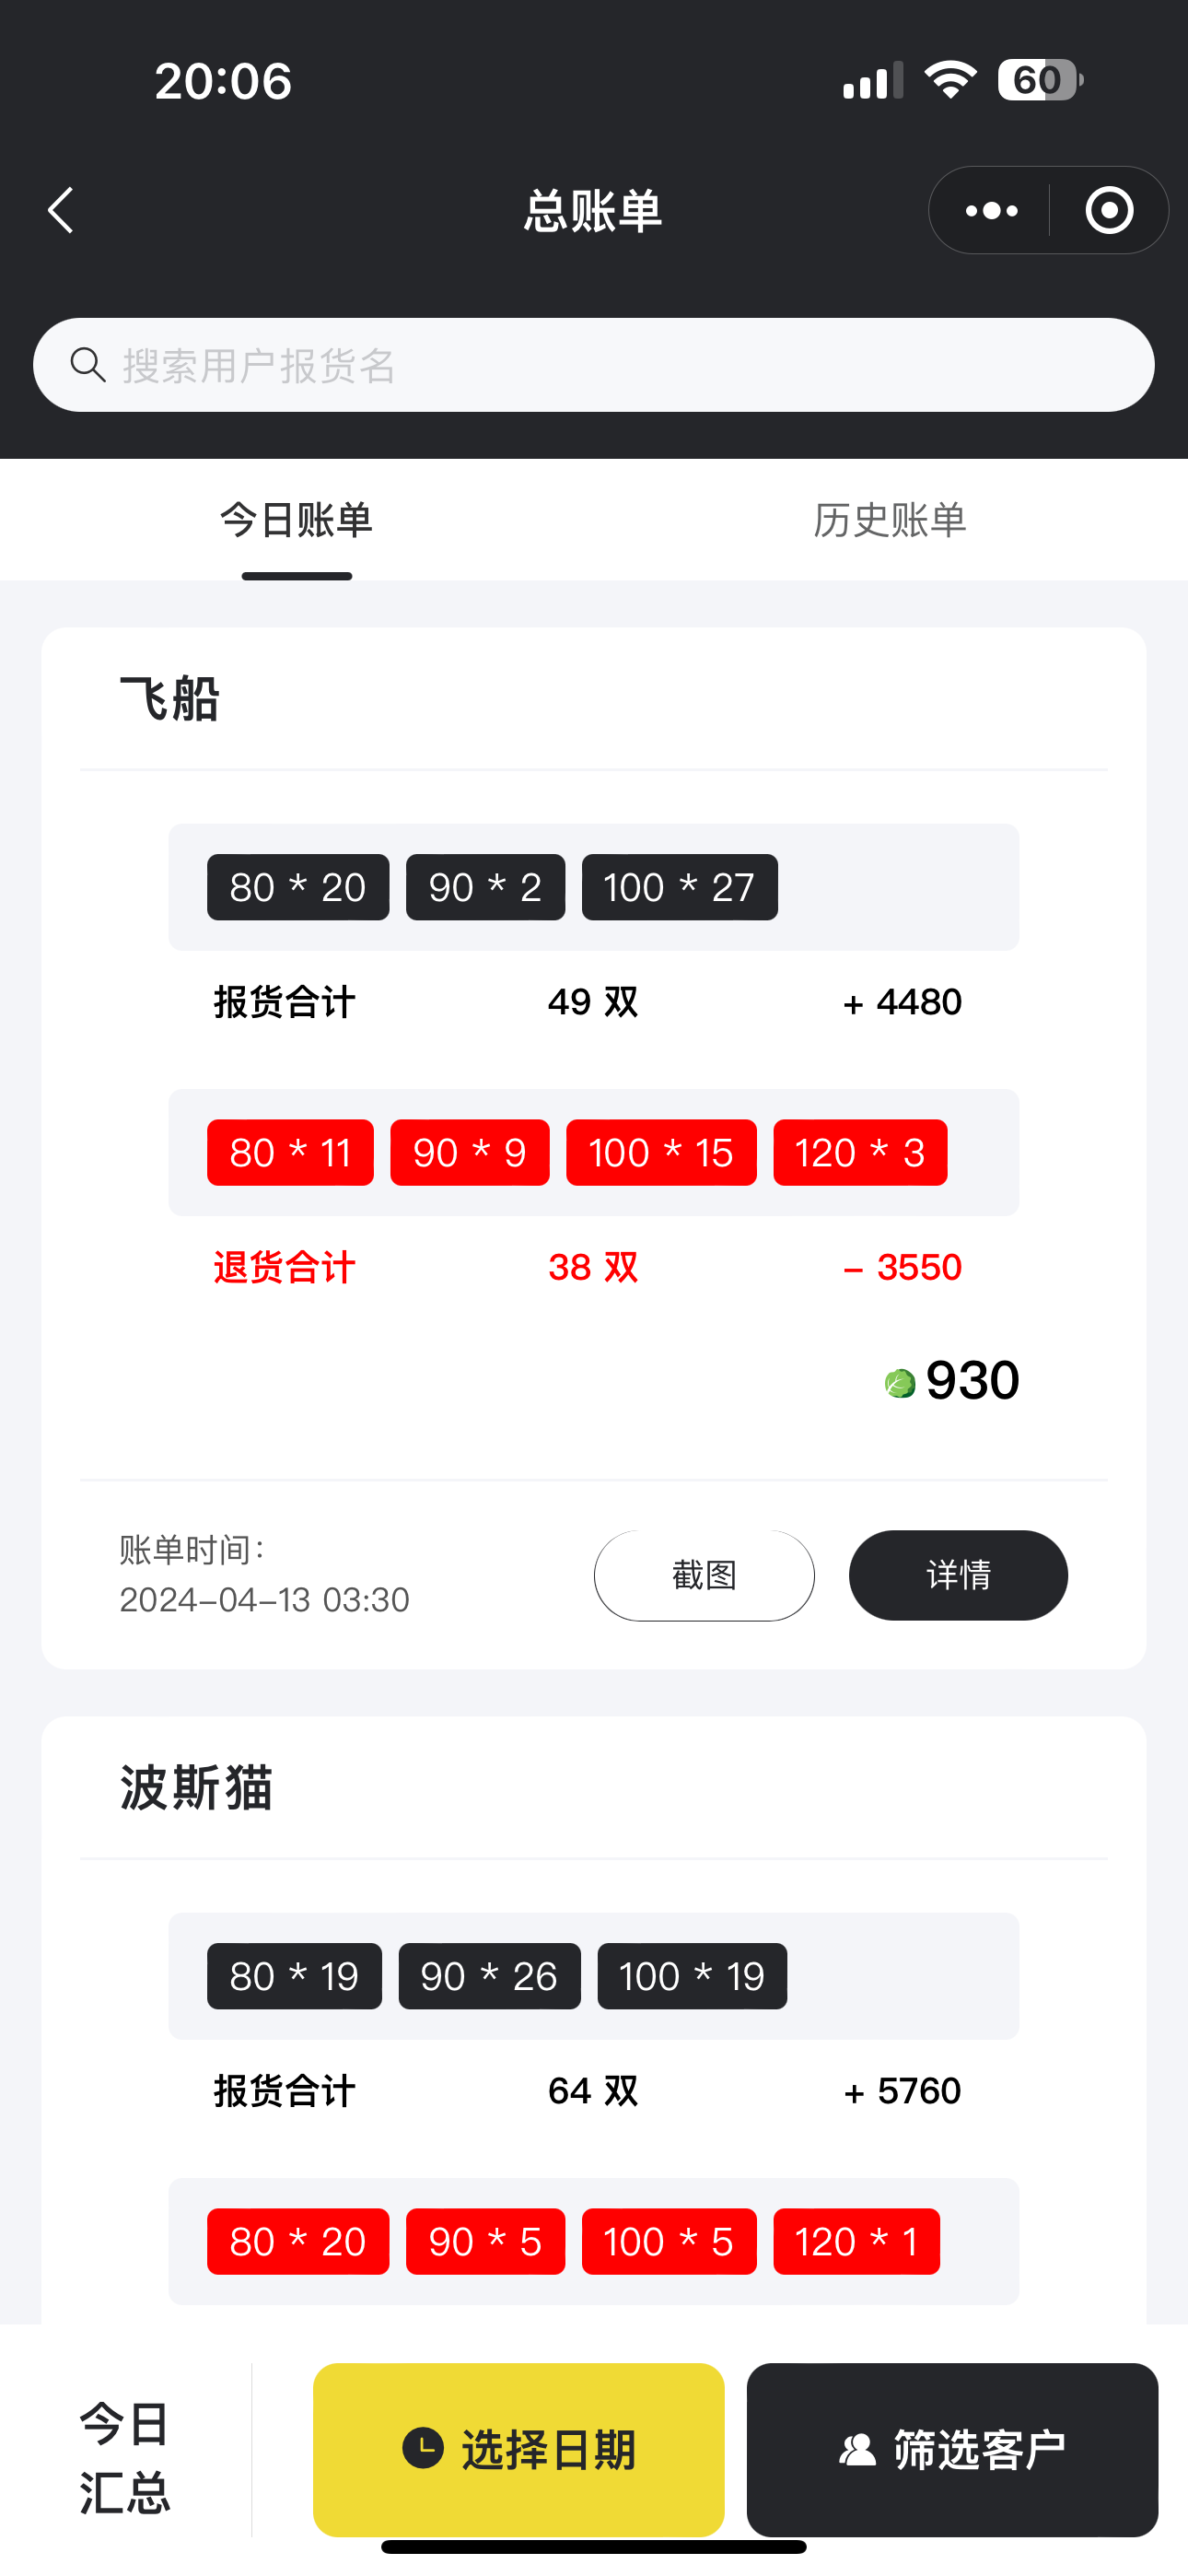 20:06
60
总账单
搜索用户报货名
今日账单 历史账单
飞船
80 * 20 90 * 2 100 * 27
报货合计 49 双 + 4480
80 * 11 90 * 9 100 * 15 120 * 3
退货合计 38 双 - 3550
930
账单时间:
2024-04-13 03:30
截图 详情
波斯猫
80 * 19 90 * 26 100 * 19
报货合计 64 双 + 5760
80 * 20 90 * 5 100 * 5 120 * 1
今日
汇总
选择日期 筛选客户